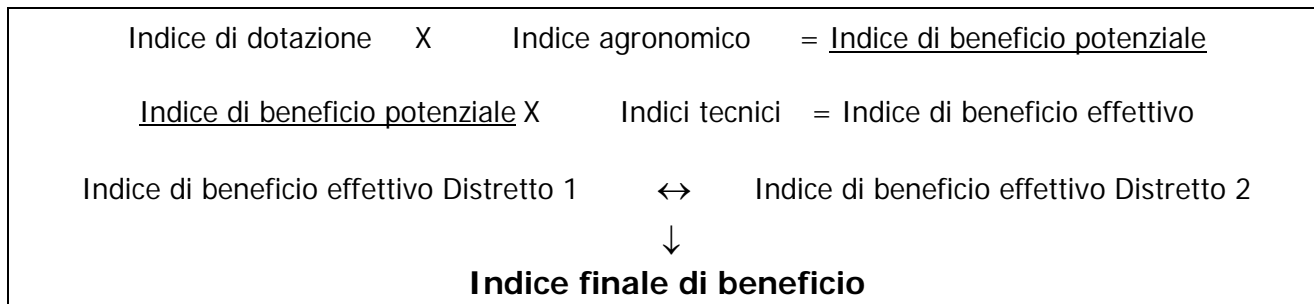 Indice di dotazione X Indice agronomico = Indice di beneficio potenziale
Indice di beneficio potenziale X Indici tecnici = Indice di beneficio effettivo
Indice di beneficio effettivo Distretto 1 ↔ Indice di beneficio effettivo Distretto 2
↓
Indice finale di beneficio